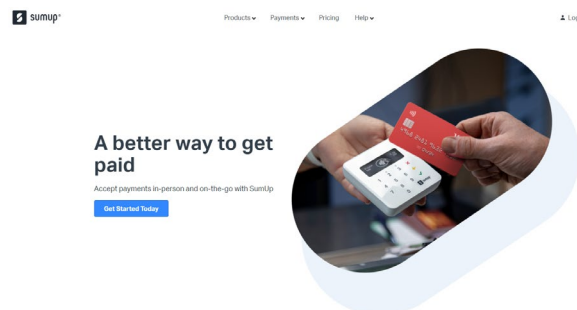 sumup®
Products
Payments
Pricing
Help
Log
A better way to get
paid
Accept payments in-person and on-the-go with SumUp
Get Started Today